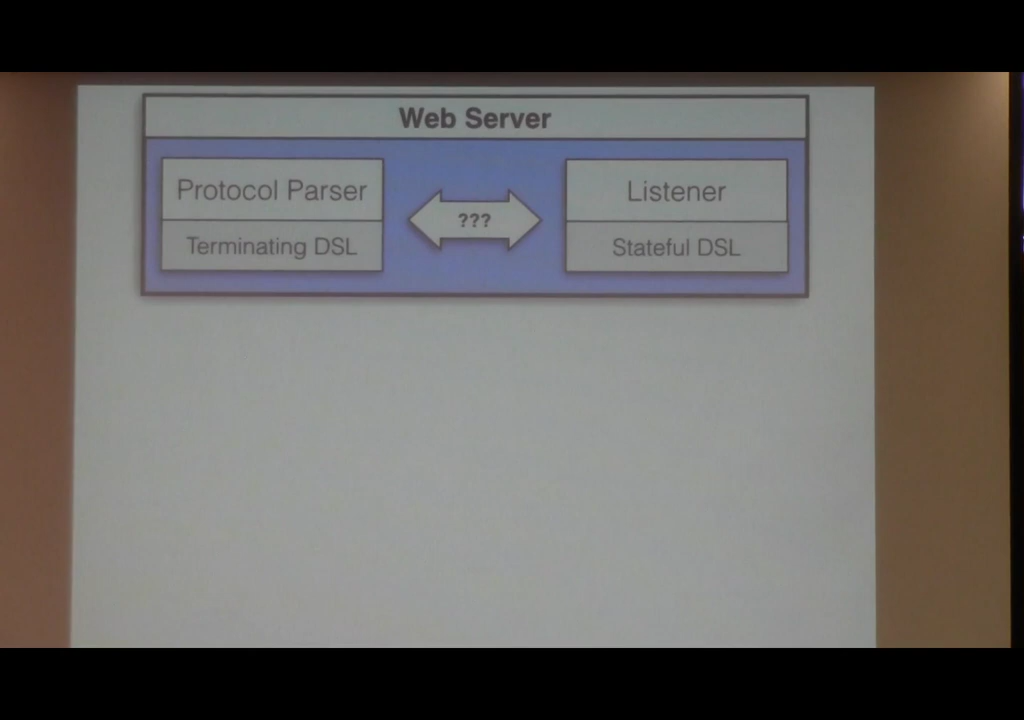 Web Server
Protocol Parser
Terminating DSL
???
Listener
Stateful DSL